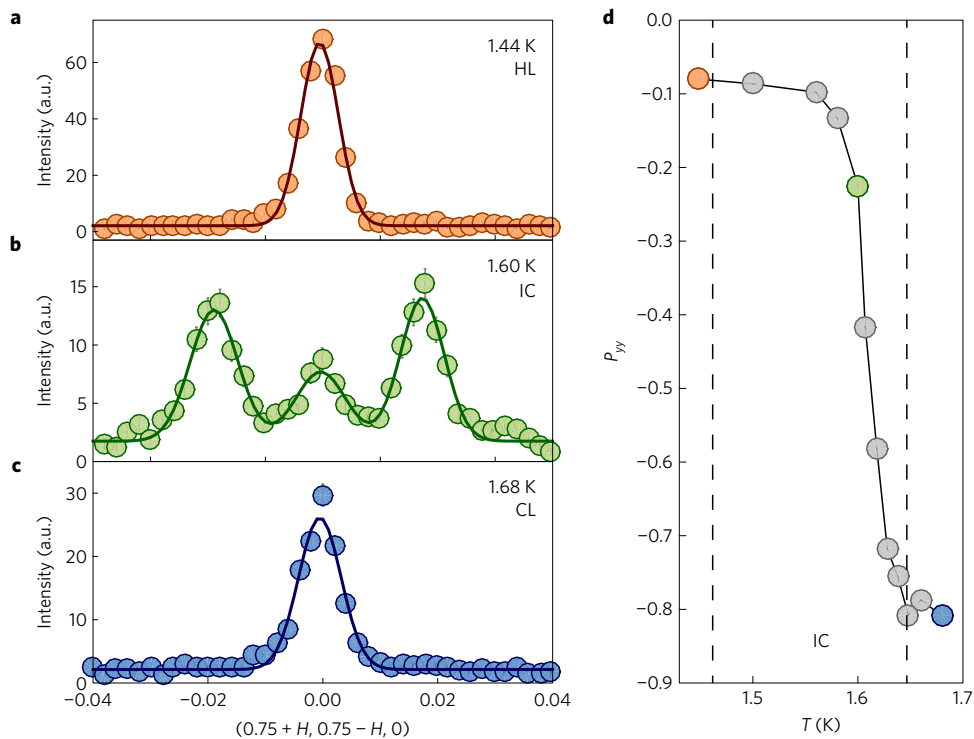 a
1.44 K
HL
Intensity (a.u.)
60
40
20
0
b
1.60 K
IC
Intensity (a.u.)
15
10
5
0
c
1.68 K
CL
Intensity (a.u.)
30
20
10
0
−0.04 −0.02 0.00 0.02 0.04
(0.75 + H, 0.75 − H, 0)
d
0.0
−0.1
−0.2
−0.3
−0.4
−0.5
−0.6
−0.7
−0.8
−0.9
Pyy
IC
1.5 1.6 1.7
T (K)